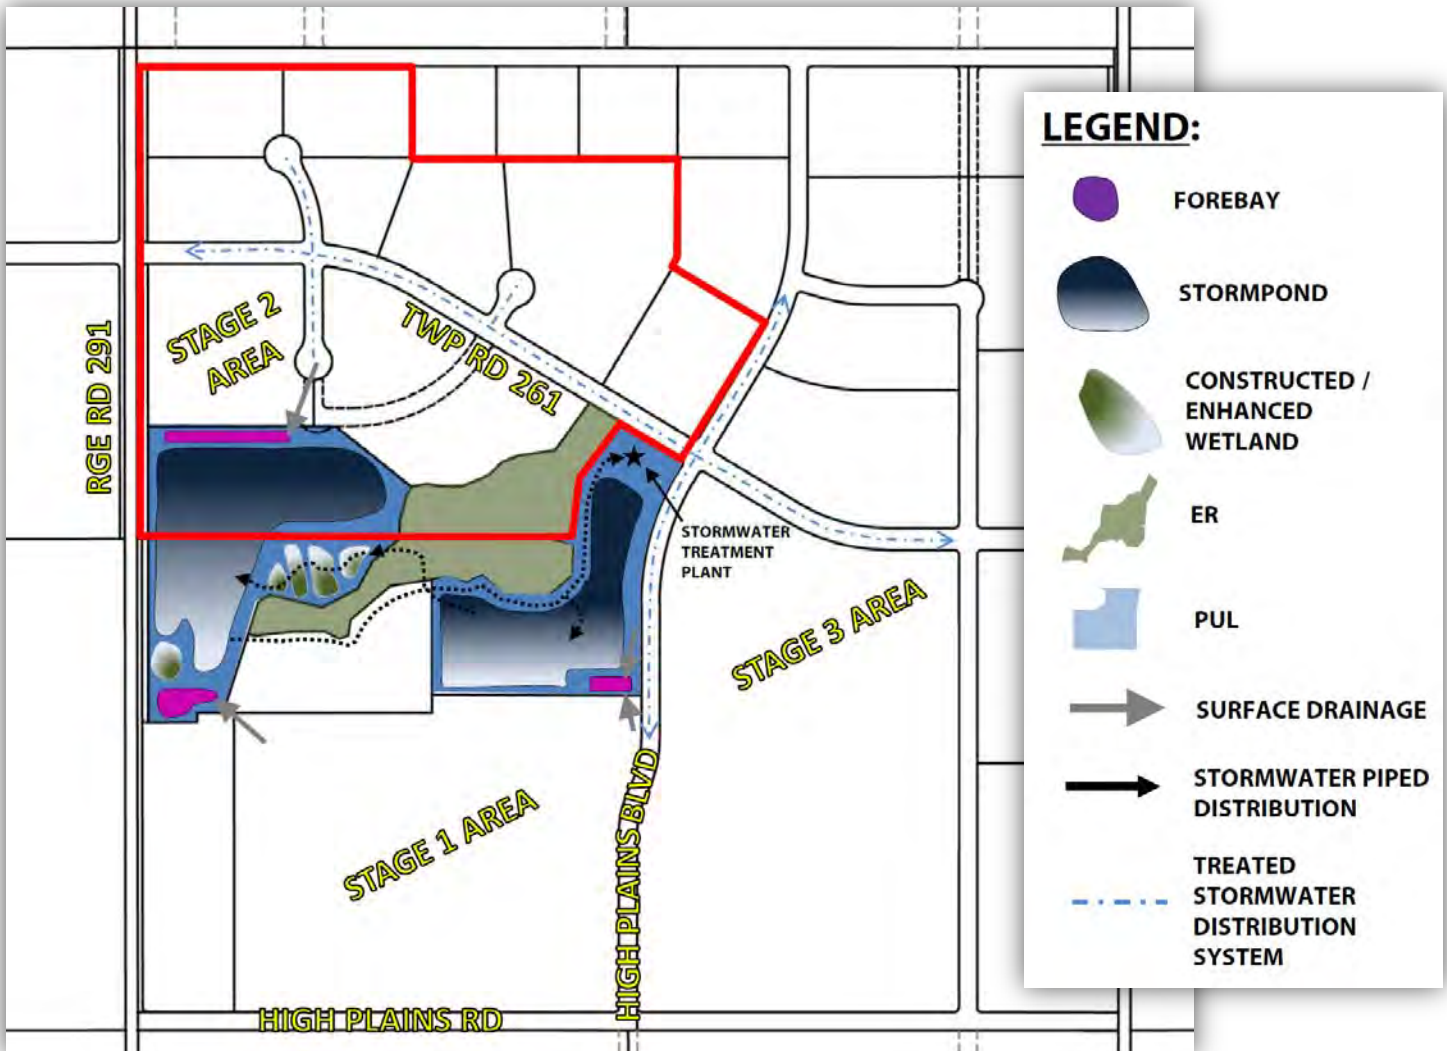 RGE RD 291
STAGE 2
AREA
TWP RD 261
STORMWATER
TREATMENT
PLANT
STAGE 3 AREA
STAGE 1 AREA
HIGH PLAINS BLVD
HIGH PLAINS RD
LEGEND:
FOREBAY
STORMPOND
CONSTRUCTED /
ENHANCED
WETLAND
ER
PUL
SURFACE DRAINAGE
STORMWATER PIPED
DISTRIBUTION
TREATED
STORMWATER
DISTRIBUTION
SYSTEM